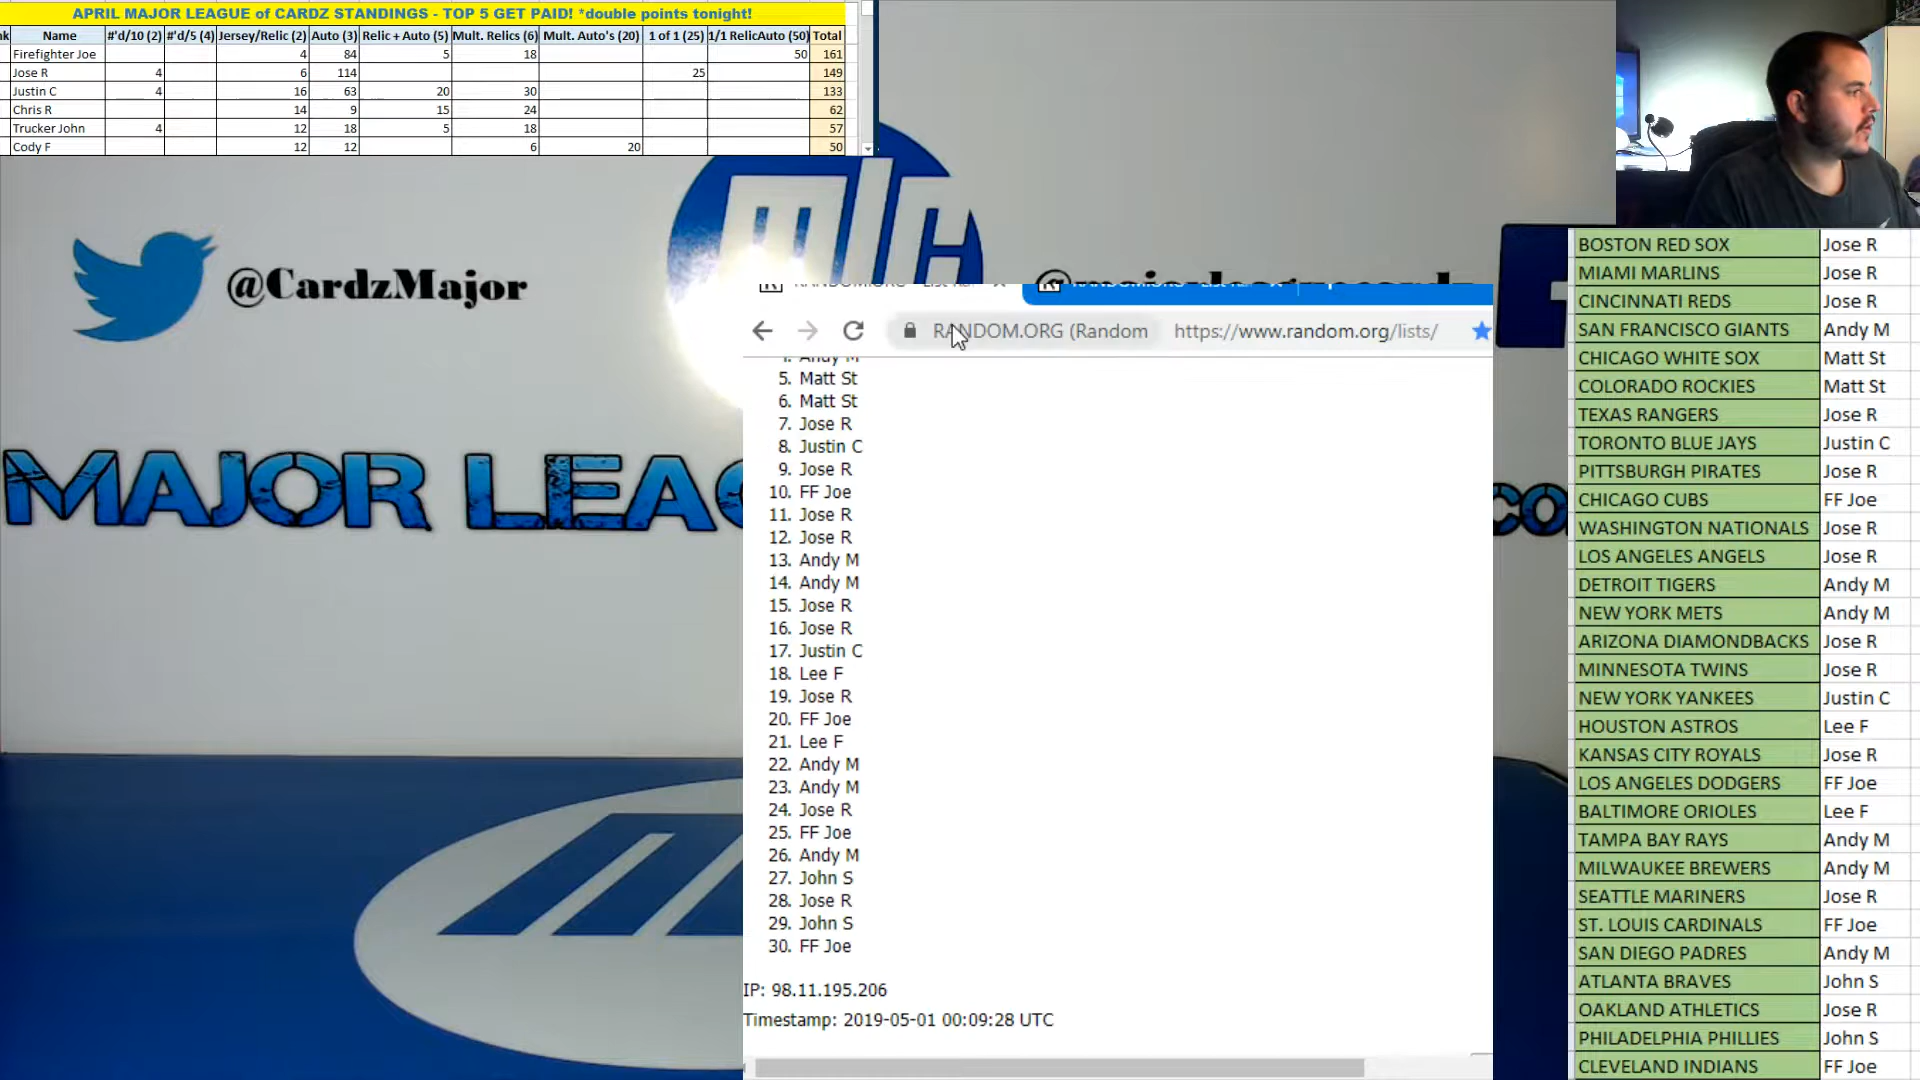 APRIL MAJOR LEAGUE of CARDZ STANDINGS - TOP 5 GET PAID! *double points tonight!
nk Name #'d/10 (2) #'d/5 (4) Jersey/Relic (2) Auto (3) Relic + Auto (5) Mult. Relics (6) Mult. Auto's (20) 1 of 1 (25) 1/1 RelicAuto (50) Total
Firefighter Joe 4 84 5 18 50 161
Jose R 4 6 114 25 149
Justin C 4 16 63 20 30 133
Chris R 14 9 15 24 62
Trucker John 4 12 18 5 18 57
Cody F 12 12 6 20 50
@CardzMajor
MAJOR LEA
CO
RANDOM.ORG (Random https://www.random.org/lists/
4. Andy M
5. Matt St
6. Matt St
7. Jose R
8. Justin C
9. Jose R
10. FF Joe
11. Jose R
12. Jose R
13. Andy M
14. Andy M
15. Jose R
16. Jose R
17. Justin C
18. Lee F
19. Jose R
20. FF Joe
21. Lee F
22. Andy M
23. Andy M
24. Jose R
25. FF Joe
26. Andy M
27. John S
28. Jose R
29. John S
30. FF Joe
IP: 98.11.195.206
Timestamp: 2019-05-01 00:09:28 UTC
BOSTON RED SOX Jose R
MIAMI MARLINS Jose R
CINCINNATI REDS Jose R
SAN FRANCISCO GIANTS Andy M
CHICAGO WHITE SOX Matt St
COLORADO ROCKIES Matt St
TEXAS RANGERS Jose R
TORONTO BLUE JAYS Justin C
PITTSBURGH PIRATES Jose R
CHICAGO CUBS FF Joe
WASHINGTON NATIONALS Jose R
LOS ANGELES ANGELS Jose R
DETROIT TIGERS Andy M
NEW YORK METS Andy M
ARIZONA DIAMONDBACKS Jose R
MINNESOTA TWINS Jose R
NEW YORK YANKEES Justin C
HOUSTON ASTROS Lee F
KANSAS CITY ROYALS Jose R
LOS ANGELES DODGERS FF Joe
BALTIMORE ORIOLES Lee F
TAMPA BAY RAYS Andy M
MILWAUKEE BREWERS Andy M
SEATTLE MARINERS Jose R
ST. LOUIS CARDINALS FF Joe
SAN DIEGO PADRES Andy M
ATLANTA BRAVES John S
OAKLAND ATHLETICS Jose R
PHILADELPHIA PHILLIES John S
CLEVELAND INDIANS FF Joe